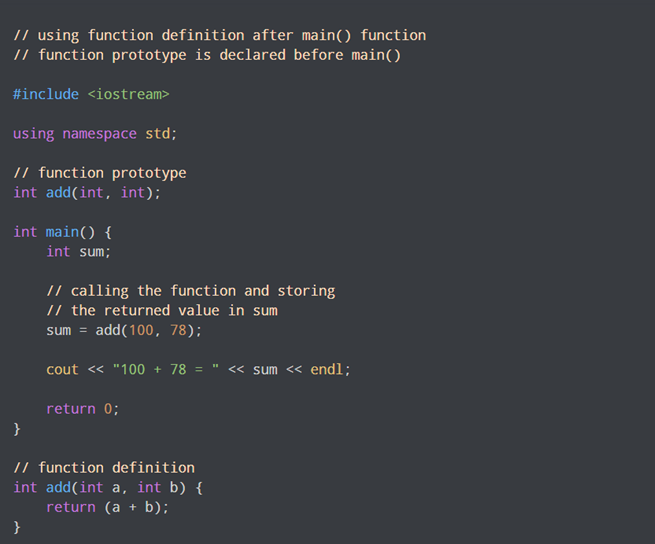 // using function definition after main() function
// function prototype is declared before main()
#include <iostream>
using namespace std;
// function prototype
int add(int, int);
int main() {
    int sum;
    // calling the function and storing
    // the returned value in sum
    sum = add(100, 78);
    cout << "100 + 78 = " << sum << endl;
    return 0;
}
// function definition
int add(int a, int b) {
    return (a + b);
}